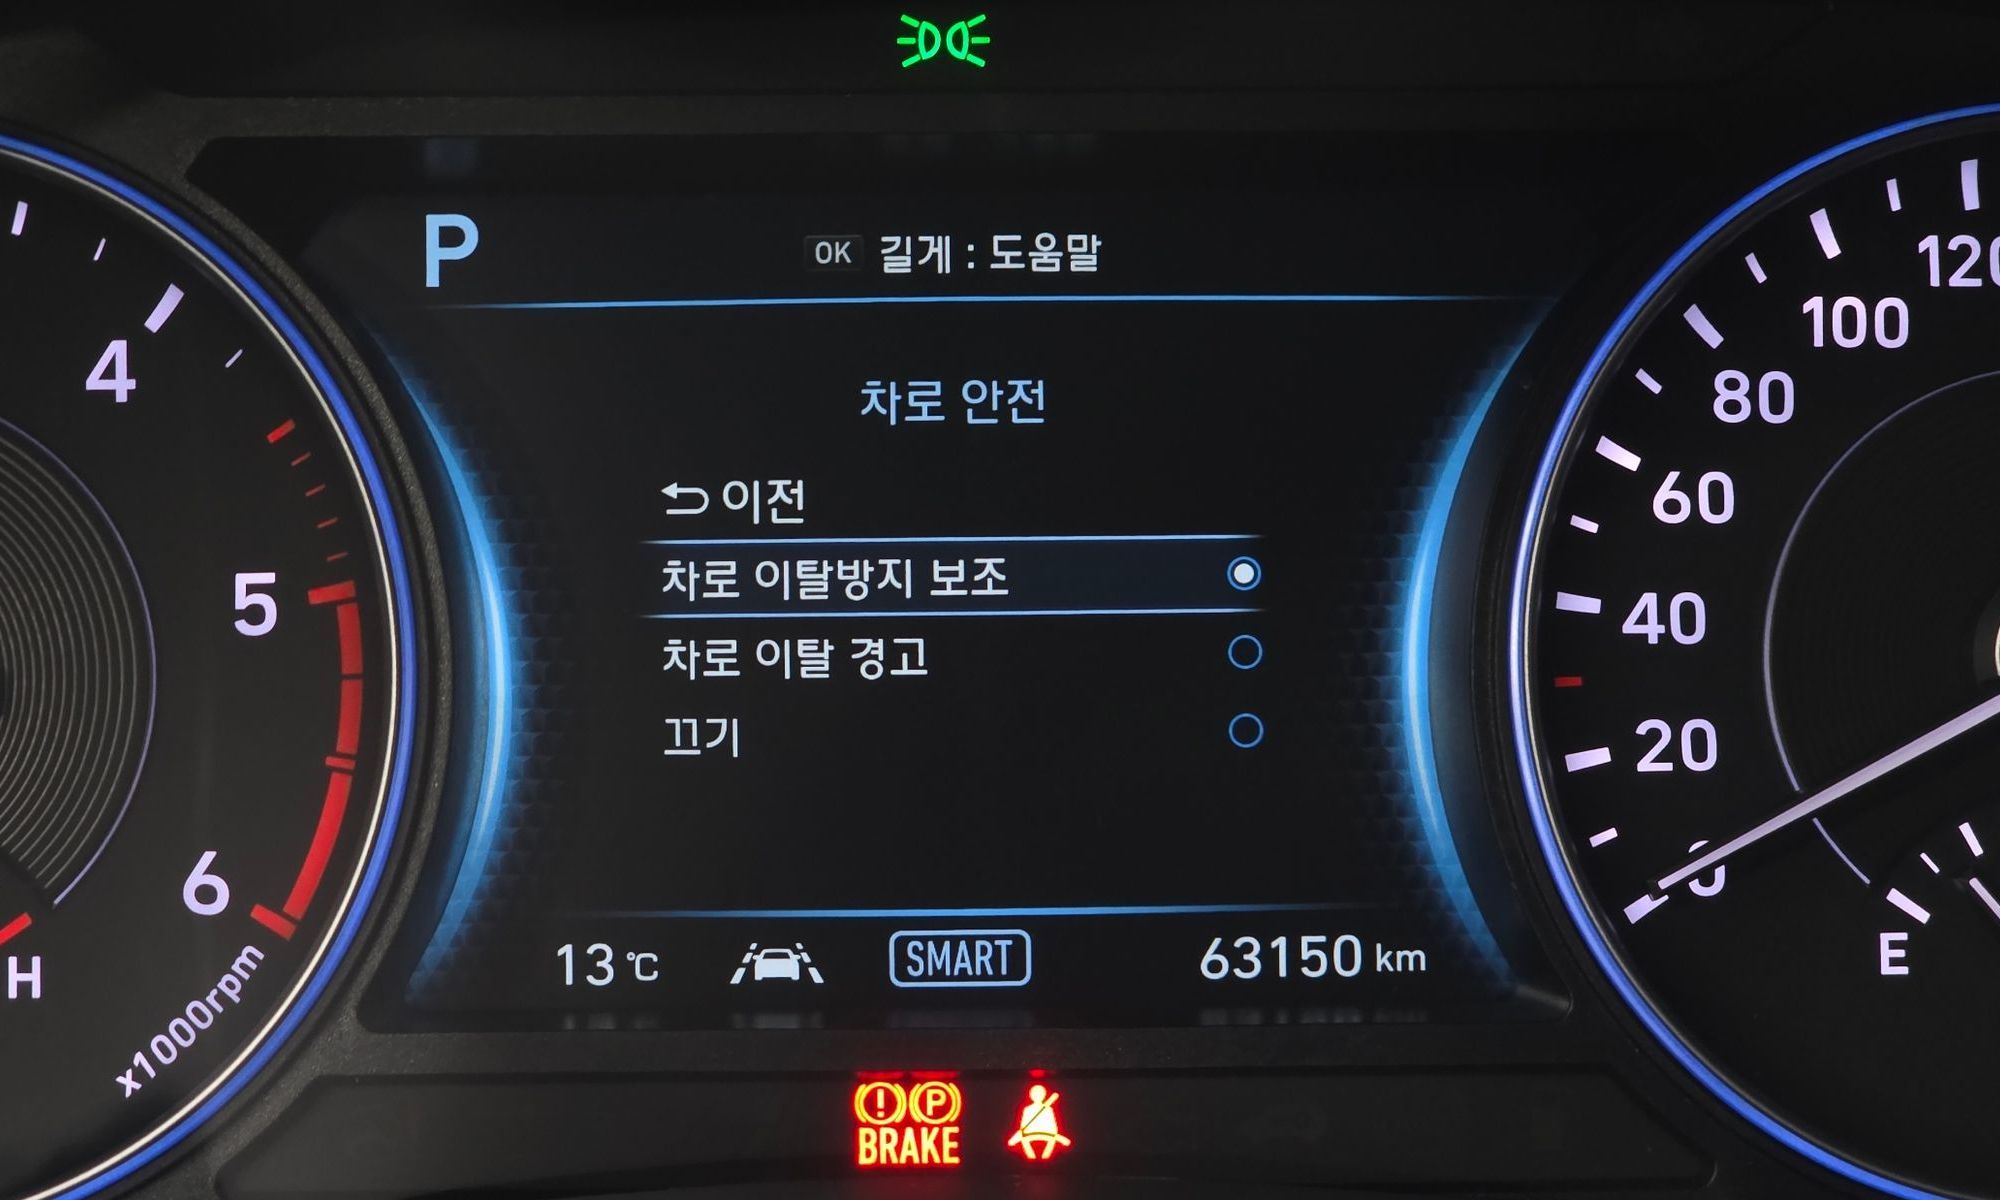 P
OK 길게 : 도움말
차로 안전
이전
차로 이탈방지 보조
차로 이탈 경고
끄기
13 ℃
SMART
63150 km
4
5
6
x1000rpm
H
120
100
80
60
40
20
0
E
! P
BRAKE